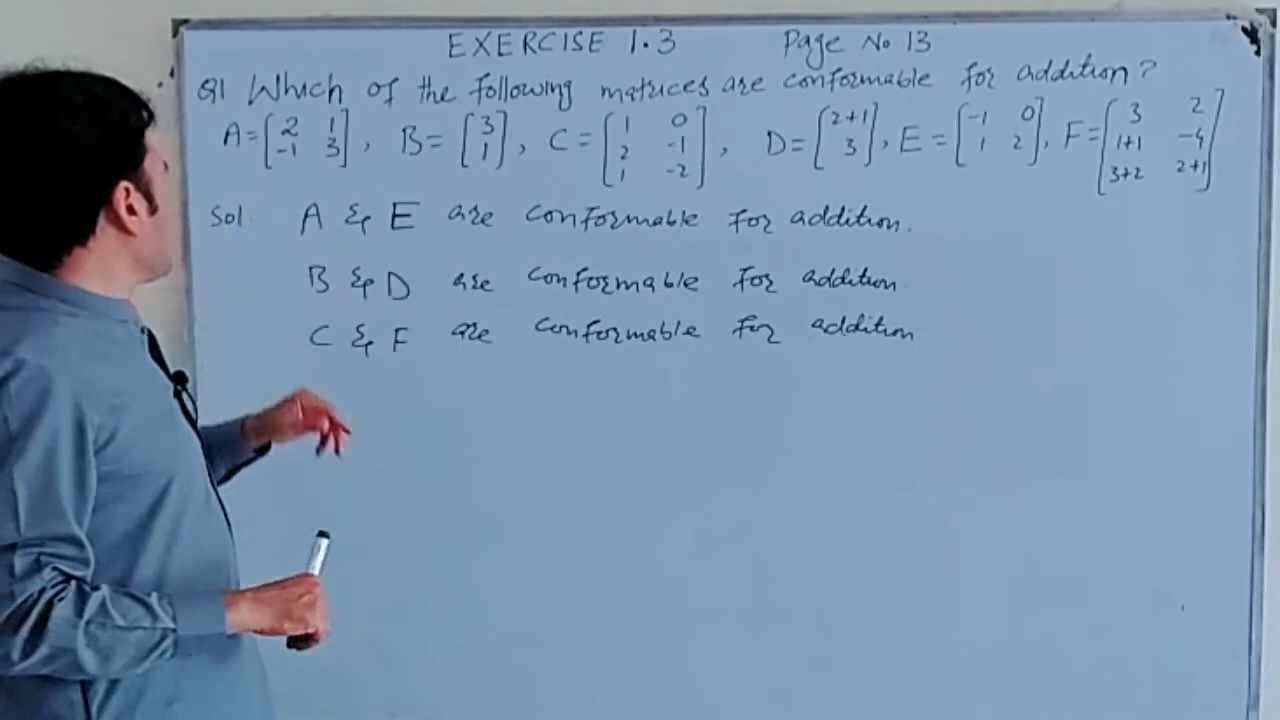 EXERCISE 1.3 Page No. 13
Q1 Which of the following matrices are conformable for addition?
A = [2 1; -1 3], B = [3; 1], C = [1 0; 2 -1; 1 -2], D = [2+1; 3], E = [-1 0; 1 2], F = [3 2; 1+1 -4; 3+2 2+1]
Sol. A & E are conformable for addition.
B & D are conformable for addition
C & F are conformable for addition